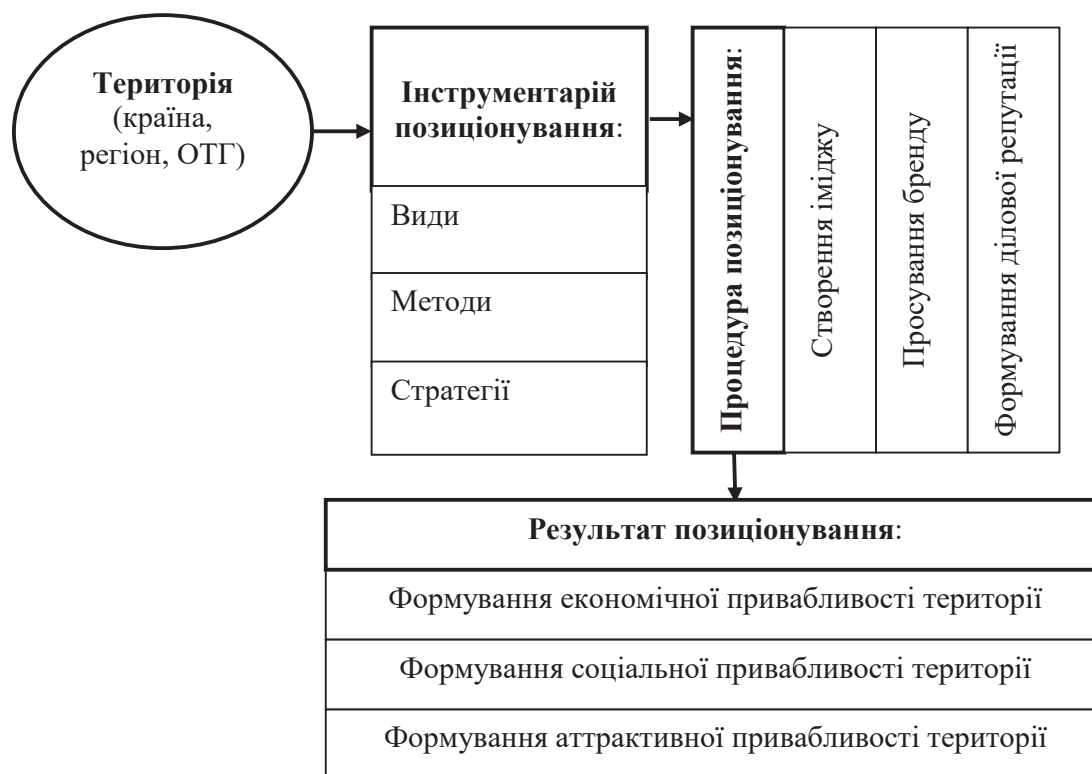 Територія
(країна,
регіон, ОТГ)
Інструментарій
позиціонування:
Види
Методи
Стратегії
Процедура позиціонування:
Створення іміджу
Просування бренду
Формування ділової репутації
Результат позиціонування:
Формування економічної привабливості території
Формування соціальної привабливості території
Формування аттрактивної привабливості території